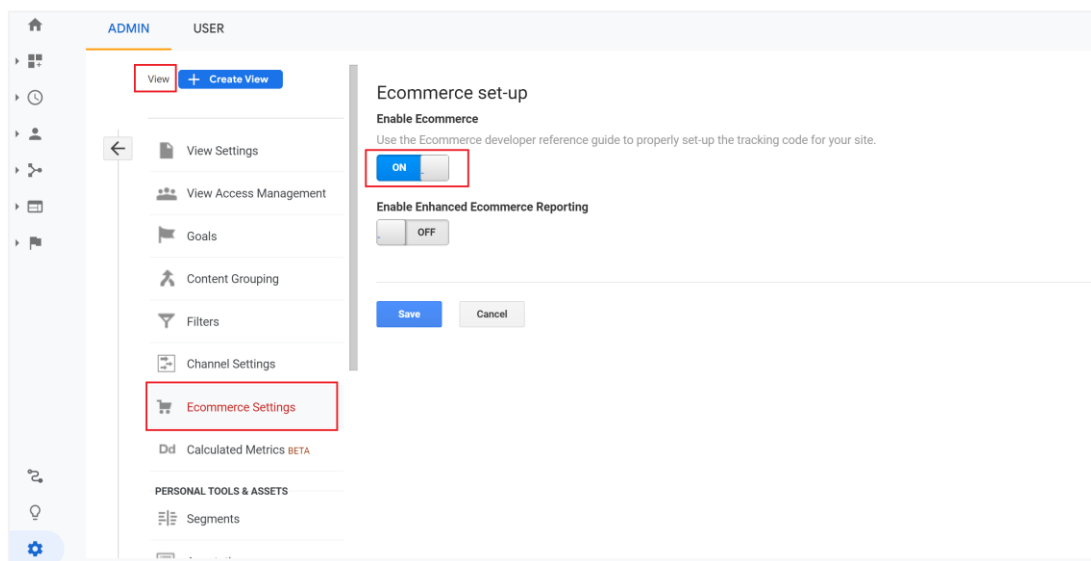 ADMIN
USER
View
+ Create View
View Settings
View Access Management
Goals
Content Grouping
Filters
Channel Settings
Ecommerce Settings
Dd Calculated Metrics BETA
PERSONAL TOOLS & ASSETS
Segments
Ecommerce set-up
Enable Ecommerce
Use the Ecommerce developer reference guide to properly set-up the tracking code for your site.
ON
Enable Enhanced Ecommerce Reporting
OFF
Save
Cancel